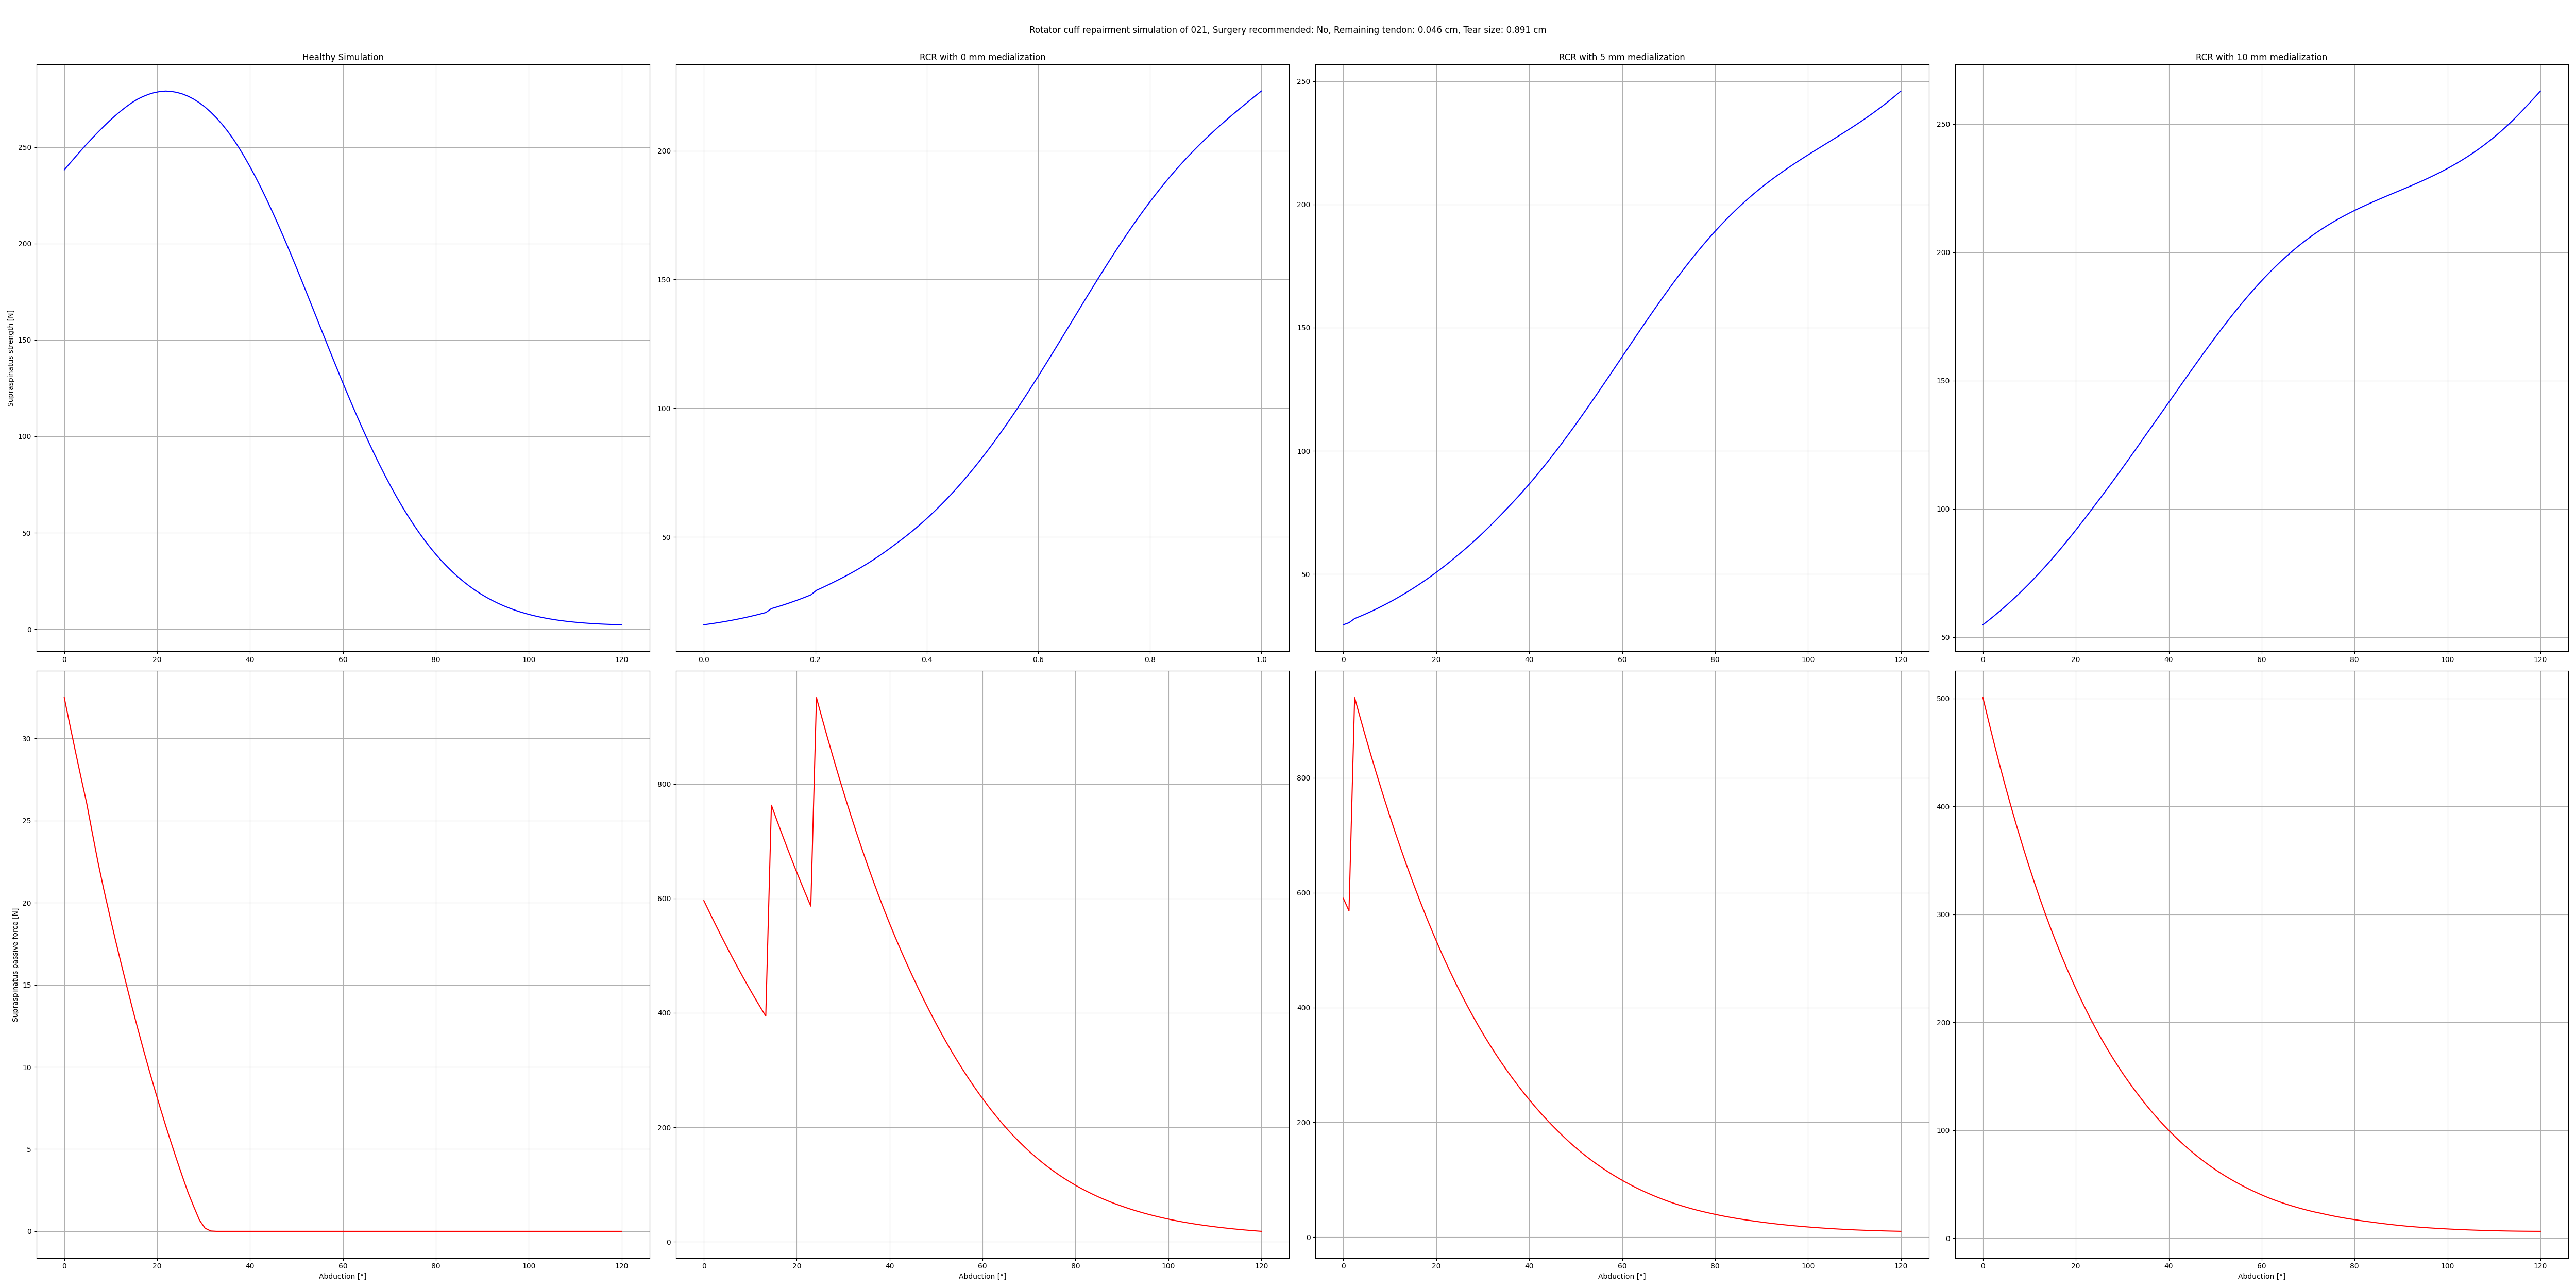 Rotator cuff repairment simulation of 021, Surgery recommended: No, Remaining tendon: 0.046 cm, Tear size: 0.891 cm
Healthy Simulation
RCR with 0 mm medialization
RCR with 5 mm medialization
RCR with 10 mm medialization
Supraspinatus strength [N]
250
200
150
100
50
0
0 20 40 60 80 100 120
200
150
100
50
0.0 0.2 0.4 0.6 0.8 1.0
250
200
150
100
50
0 20 40 60 80 100 120
250
200
150
100
50
0 20 40 60 80 100 120
Supraspinatus passive force [N]
30
25
20
15
10
5
0
0 20 40 60 80 100 120
Abduction [°]
800
600
400
200
0
0 20 40 60 80 100 120
Abduction [°]
800
600
400
200
0
0 20 40 60 80 100 120
Abduction [°]
500
400
300
200
100
0
0 20 40 60 80 100 120
Abduction [°]